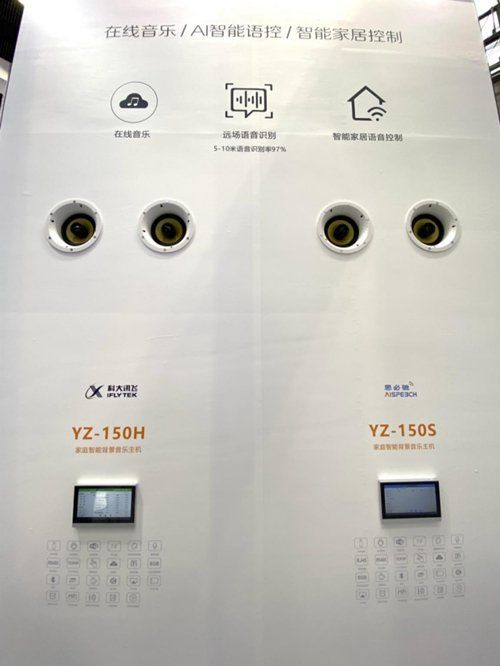 在线音乐 / AI智能语控 / 智能家居控制
在线音乐
远场语音识别
智能家居语音控制
5-10米语音识别率97%
科大讯飞
iFLYTEK
思必驰
AISPEECH
YZ-150H
YZ-150S
家庭智能背景音乐主机
家庭智能背景音乐主机